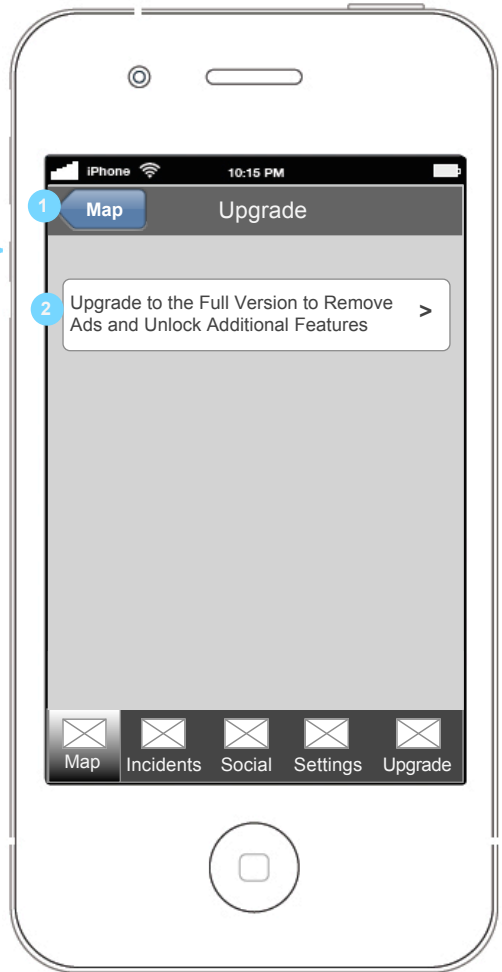 iPhone 10:15 PM
1 Map Upgrade
2 Upgrade to the Full Version to Remove
Ads and Unlock Additional Features >
Map Incidents Social Settings Upgrade